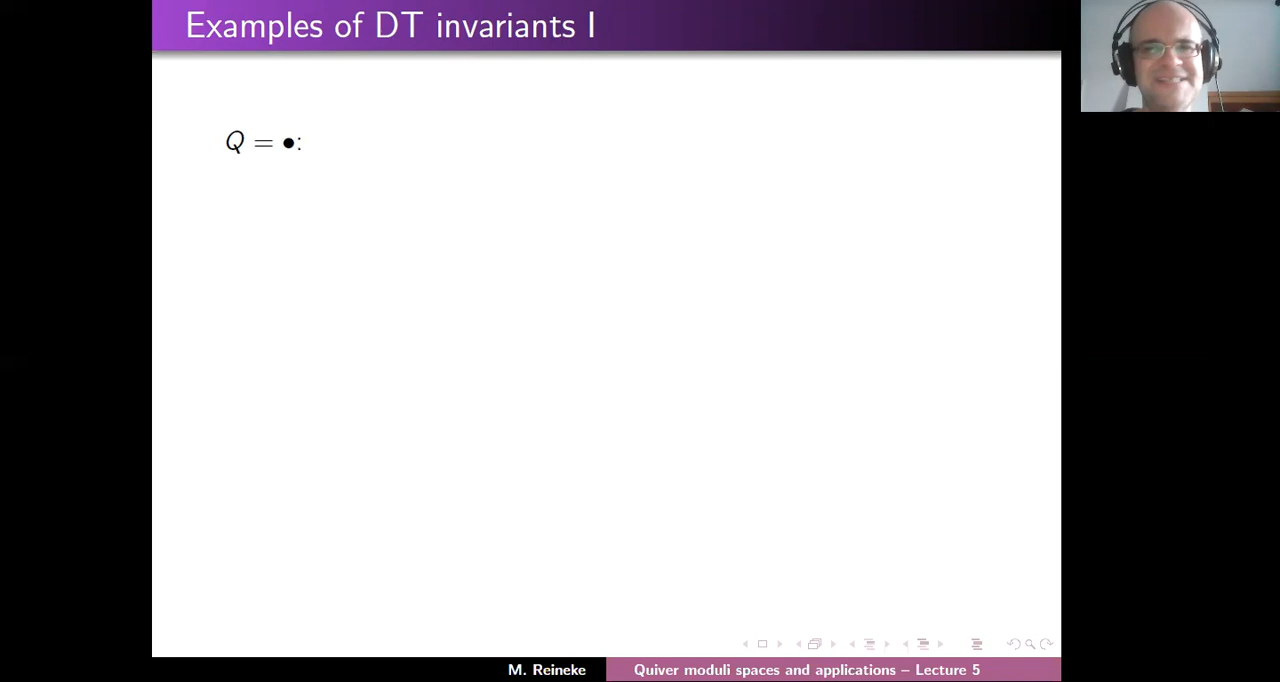 Examples of DT invariants I
Q = •:
M. Reineke
Quiver moduli spaces and applications – Lecture 5